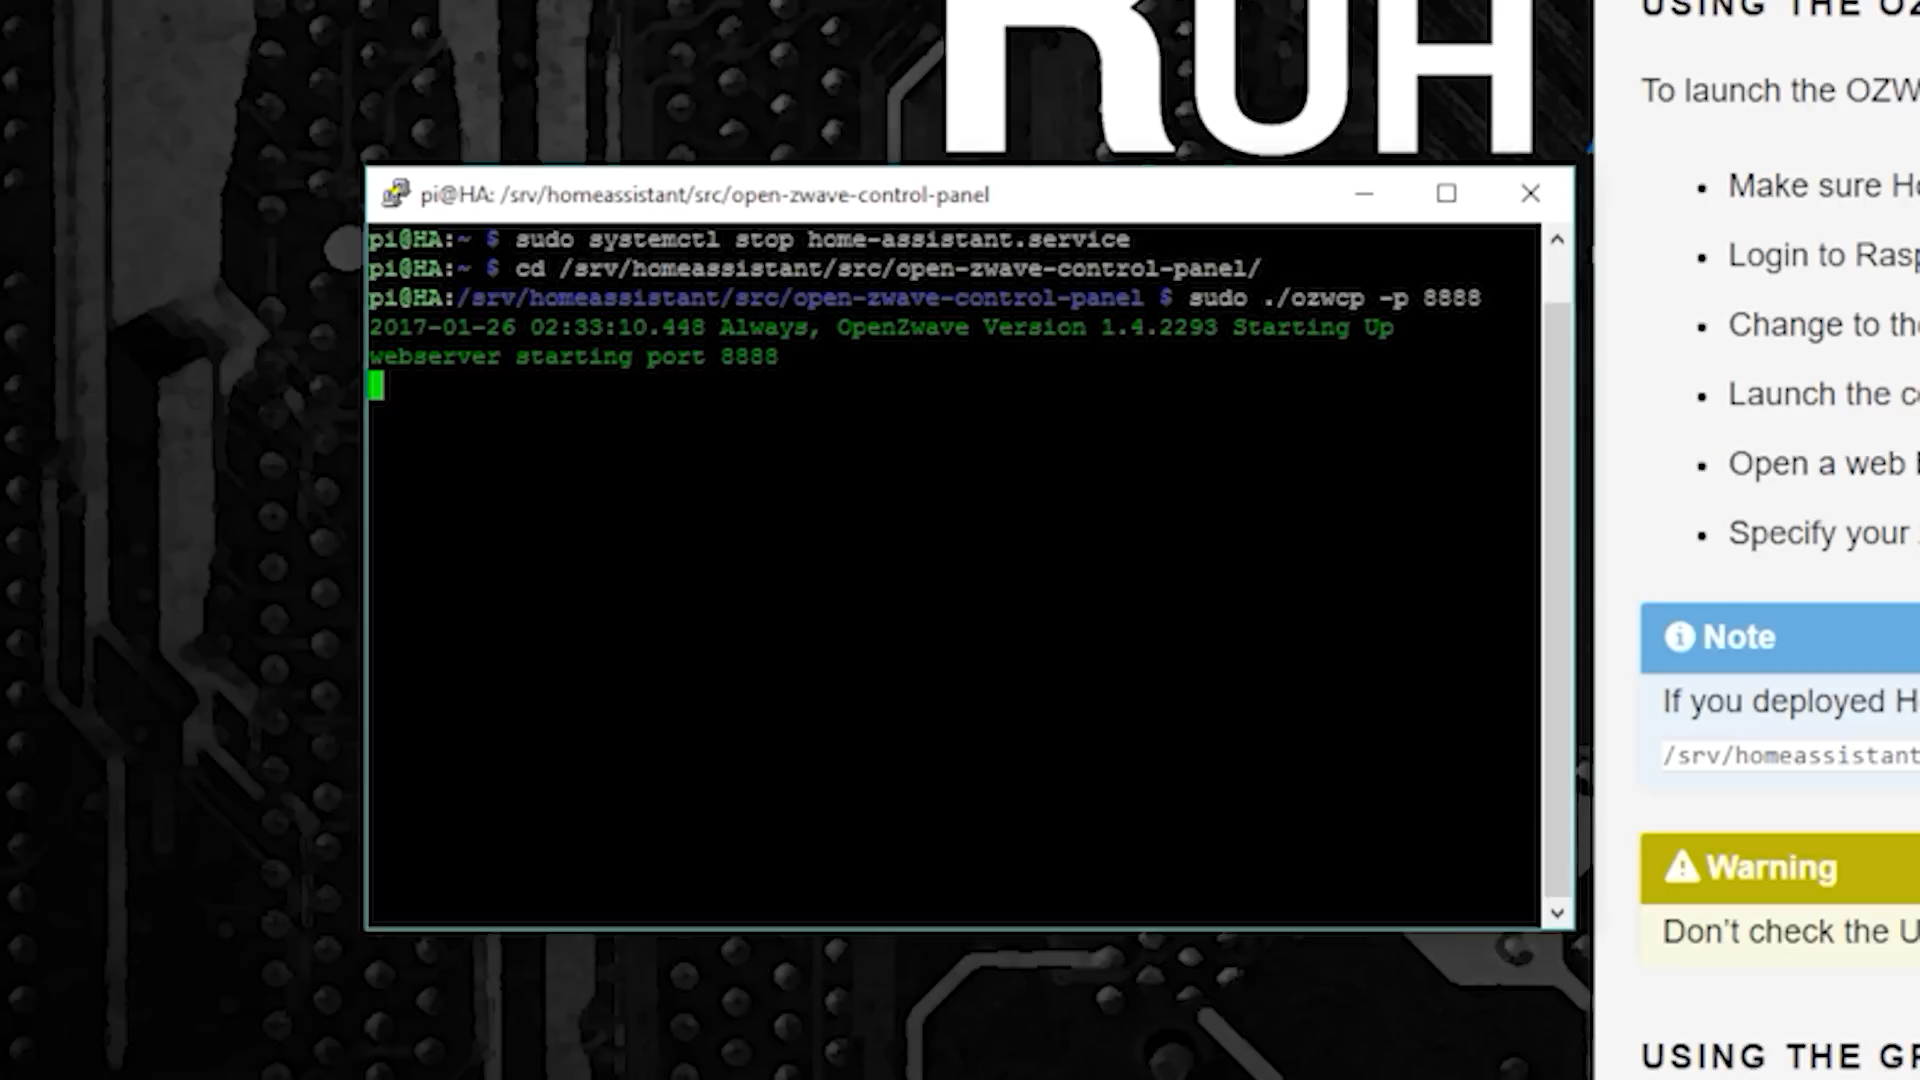 RUH
pi@HA: /srv/homeassistant/src/open-zwave-control-panel
pi@HA:~ $ sudo systemctl stop home-assistant.service
pi@HA:~ $ cd /srv/homeassistant/src/open-zwave-control-panel/
pi@HA:/srv/homeassistant/src/open-zwave-control-panel $ sudo ./ozwcp -p 8888
2017-01-26 02:33:10.448 Always, OpenZwave Version 1.4.2293 Starting Up
webserver starting port 8888
USING THE OZ
To launch the OZW
• Make sure Ho
• Login to Rasp
• Change to the
• Launch the co
• Open a web
• Specify your
Note
If you deployed H
/srv/homeassistant
Warning
Don't check the U
USING THE GR